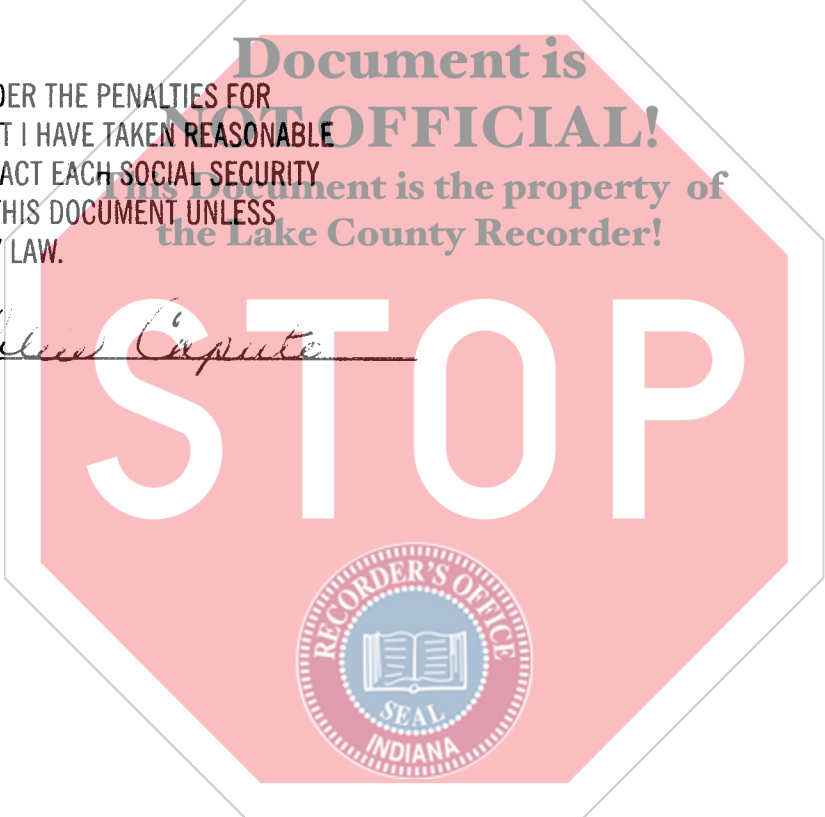 Document is
NOT OFFICIAL!
This Document is the property of
the Lake County Recorder!
DER THE PENALTIES FOR
T I HAVE TAKEN REASONABLE
ACT EACH SOCIAL SECURITY
THIS DOCUMENT UNLESS
LAW.
Caputo
STOP
RECORDER'S OFFICE
SEAL
INDIANA